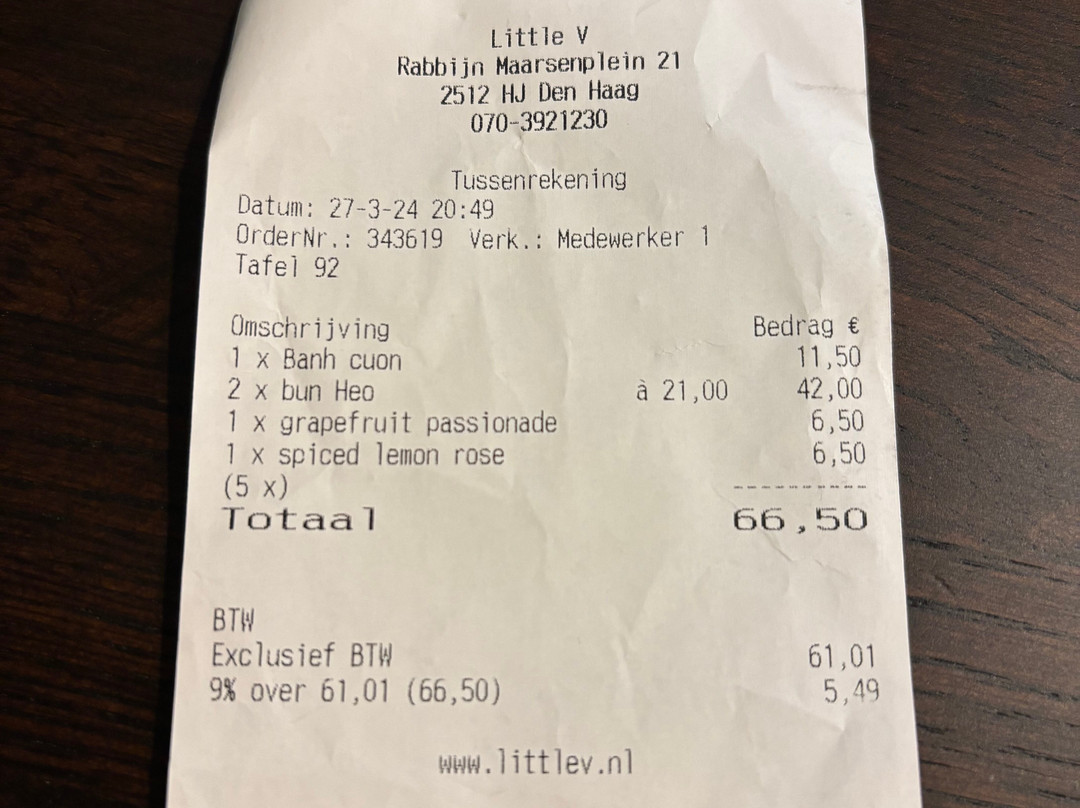 Little V
Rabbijn Maarsenplein 21
2512 HJ Den Haag
070-3921230
Tussenrekening
Datum: 27-3-24 20:49
OrderNr.: 343619 Verk.: Medewerker 1
Tafel 92
Omschrijving Bedrag €
1 x Banh cuon 11,50
2 x bun Heo à 21,00 42,00
1 x grapefruit passionade 6,50
1 x spiced lemon rose 6,50
(5 x) -----------
Totaal 66,50
BTW
Exclusief BTW 61,01
9% over 61,01 (66,50) 5,49
www.littlev.nl